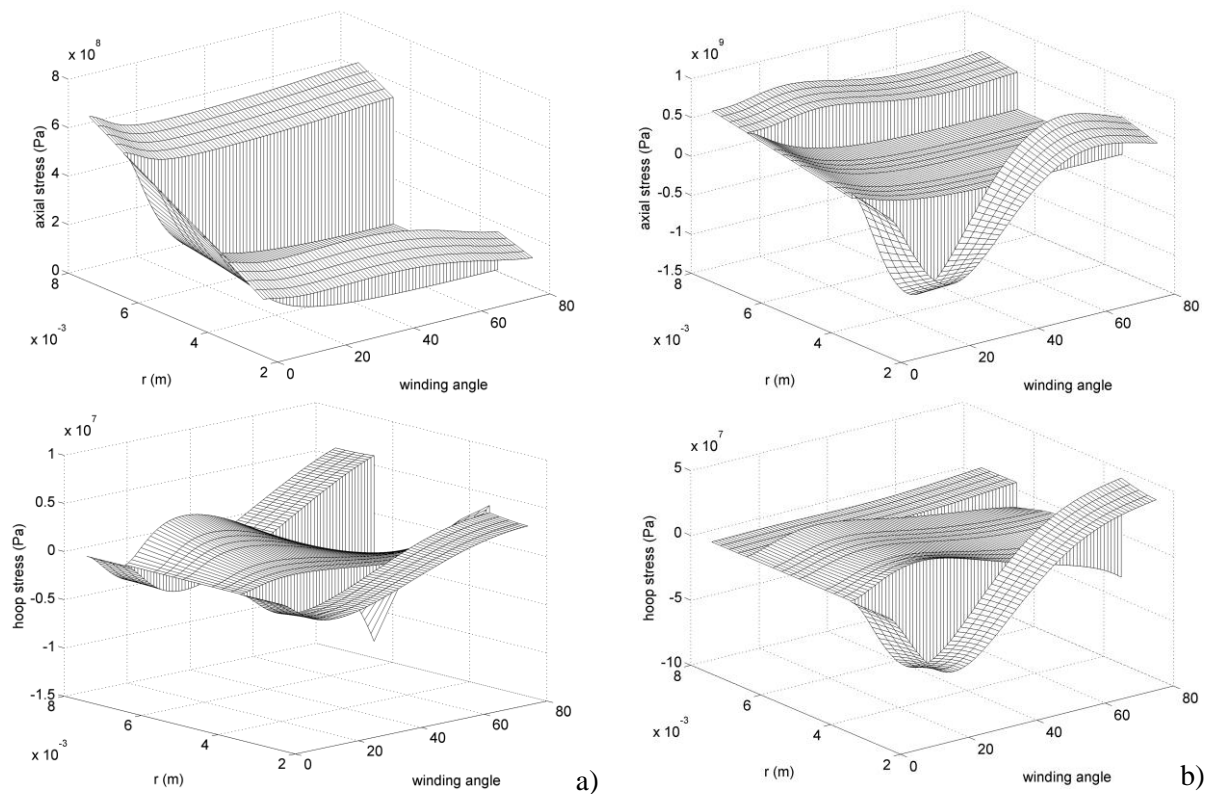 x 10 8
8
6
4
2
0
axial stress (Pa)
8
6
4
2
x 10 -3
r (m)
0
20
40
60
80
winding angle
x 10 9
1
0.5
0
-0.5
-1
-1.5
axial stress (Pa)
8
6
4
2
x 10 -3
r (m)
0
20
40
60
80
winding angle
x 10 7
1
0.5
0
-0.5
-1
-1.5
hoop stress (Pa)
8
6
4
2
x 10 -3
r (m)
0
20
40
60
80
winding angle
a)
x 10 7
5
0
-5
-10
hoop stress (Pa)
8
6
4
2
x 10 -3
r (m)
0
20
40
60
80
winding angle
b)